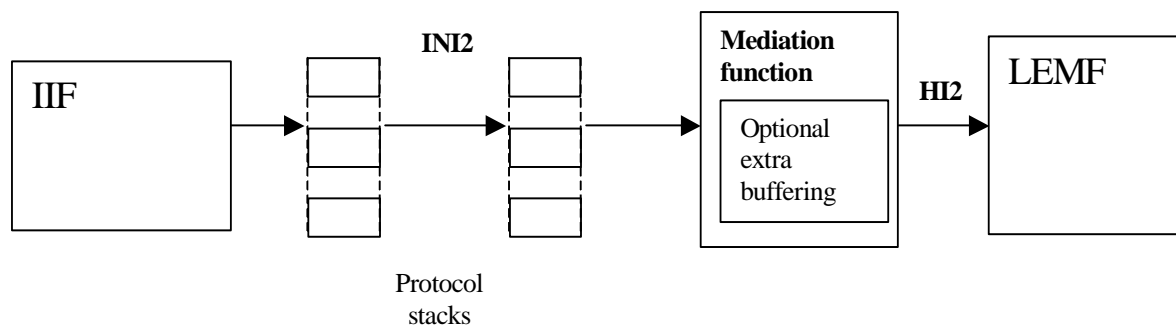 IIF
INI2
Protocol
stacks
Mediation
function
Optional
extra
buffering
HI2
LEMF